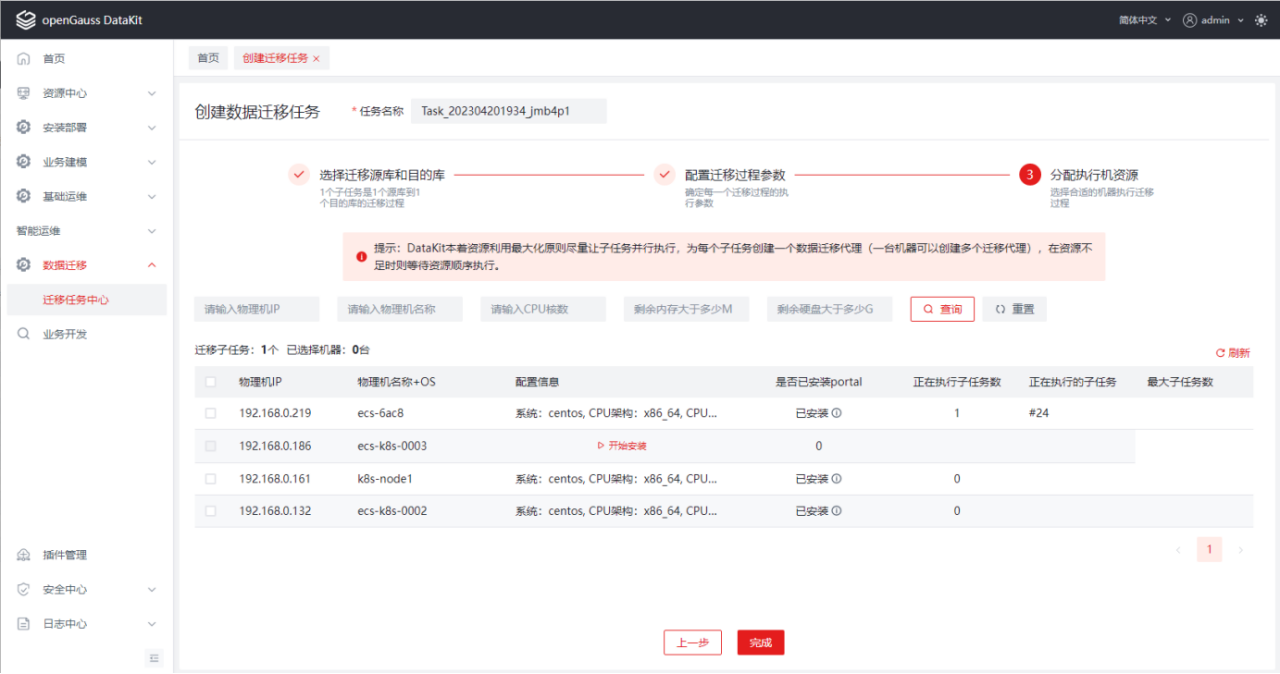 openGauss DataKit
简体中文 admin
首页
资源中心
安装部署
业务建模
基础运维
智能运维
数据迁移
迁移任务中心
业务开发
插件管理
安全中心
日志中心
首页 创建迁移任务 ×
创建数据迁移任务 * 任务名称 Task_202304201934_jmb4p1
选择迁移源库和目的库
1个子任务是1个源库到1
个目的库的迁移过程
配置迁移过程参数
确定每一个迁移过程的执
行参数
3 分配执行机资源
选择合适的机器执行迁移
过程
提示：DataKit本着资源利用最大化原则尽量让子任务并行执行，为每个子任务创建一个数据迁移代理（一台机器可以创建多个迁移代理），在资源不
足时则等待资源顺序执行。
请输入物理机IP 请输入物理机名称 请输入CPU核数 剩余内存大于多少M 剩余硬盘大于多少G 查询 重置
迁移子任务：1个 已选择机器：0台
刷新
物理机IP 物理机名称+OS 配置信息 是否已安装portal 正在执行子任务数 正在执行的子任务 最大子任务数
192.168.0.219 ecs-6ac8 系统：centos, CPU架构：x86_64, CPU... 已安装 1 #24
192.168.0.186 ecs-k8s-0003 开始安装 0
192.168.0.161 k8s-node1 系统：centos, CPU架构：x86_64, CPU... 已安装 0
192.168.0.132 ecs-k8s-0002 系统：centos, CPU架构：x86_64, CPU... 已安装 0
1
上一步 完成